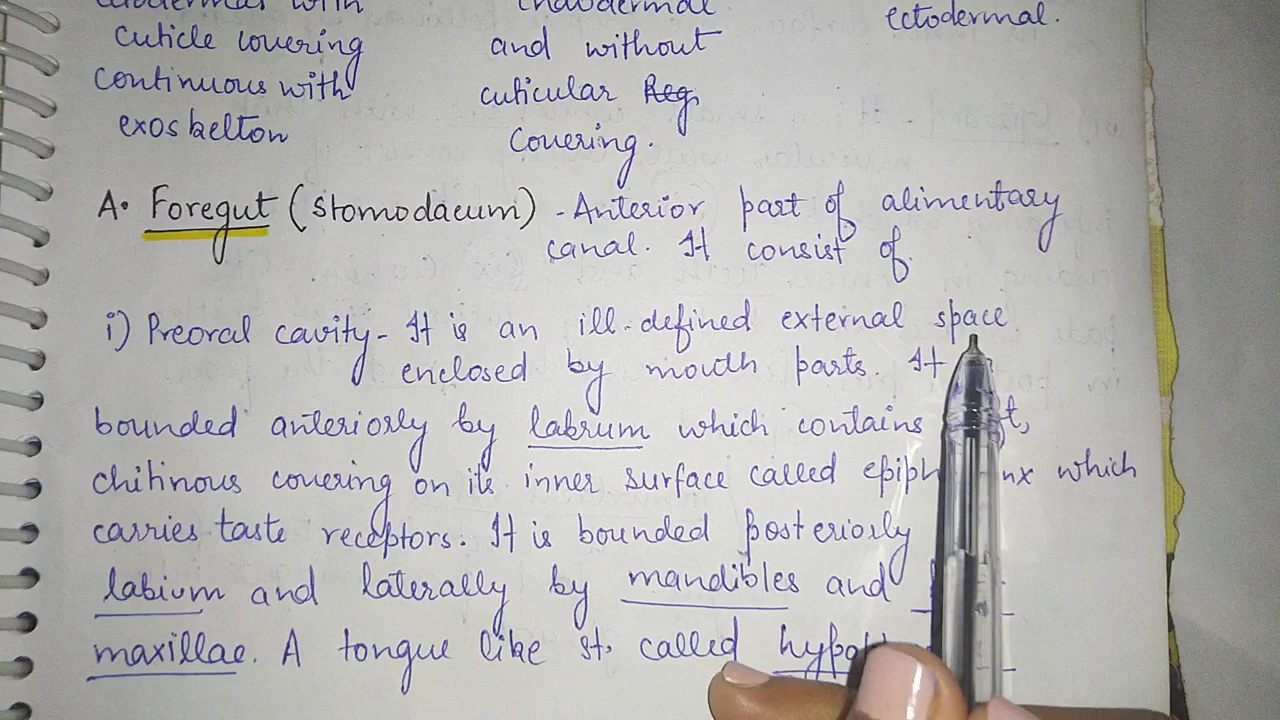 cuticle covering and without ectodermal.
continuous with cuticular Reg.
exoskelton covering.
A. Foregut (Stomodaeum) - Anterior part of alimentary
canal. It consist of
i) Preoral cavity - It is an ill-defined external space
enclosed by mouth parts. It
bounded anteriorly by labrum which contains
chitinous covering on its inner surface called which
carries taste receptors. It is bounded posteriorly
labium and laterally by mandibles and
maxillae. A tongue like st. called